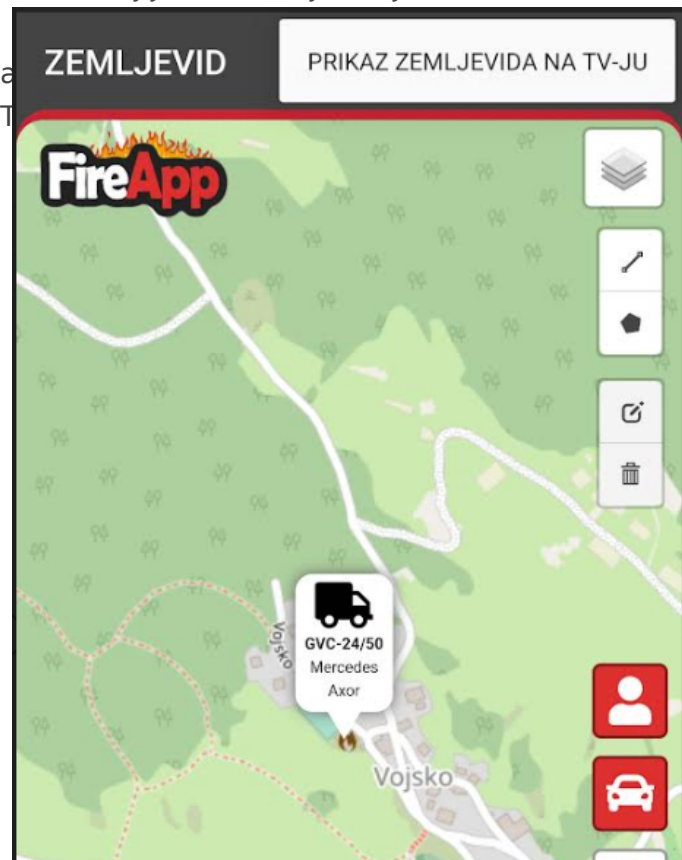 ZEMLJEVID
PRIKAZ ZEMLJEVIDA NA TV-JU
FireApp
GVC-24/50
Mercedes
Axor
Vojsko
Vojsko